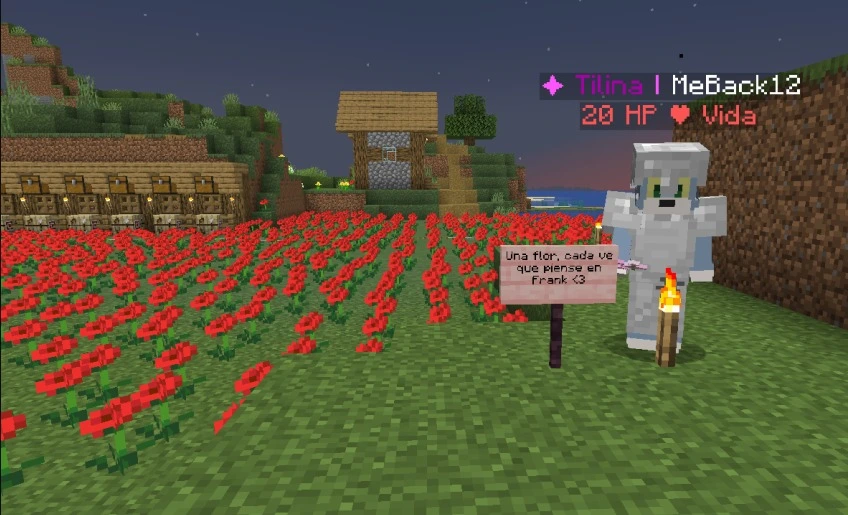 Tilina | MeBack12
20 HP ❤ Vida
Una flor, cada ve
que piense en
Frank <3